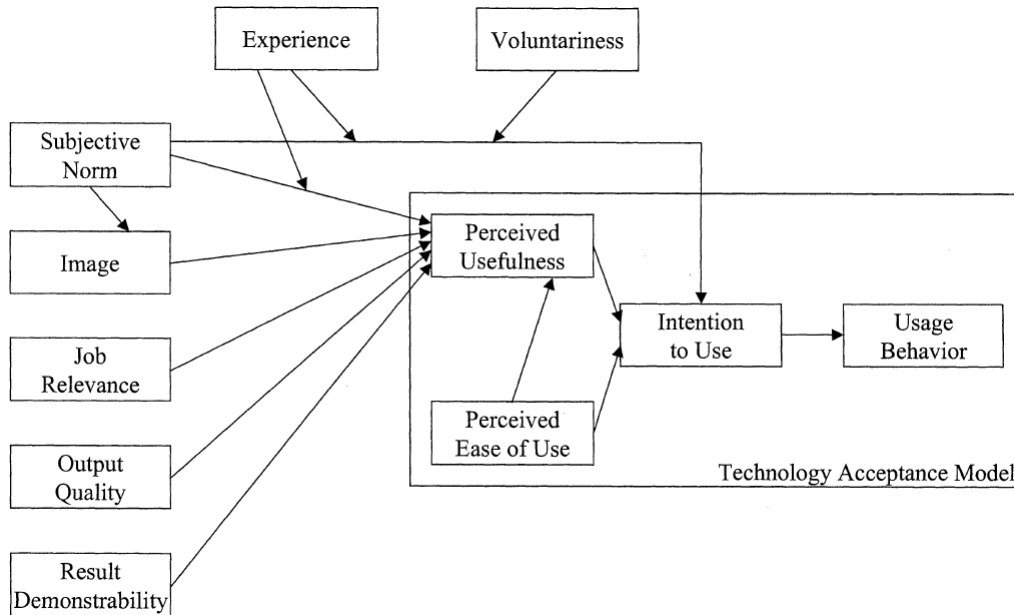 Experience
Voluntariness
Subjective
Norm
Image
Perceived
Usefulness
Job
Relevance
Intention
to Use
Usage
Behavior
Perceived
Ease of Use
Output
Quality
Technology Acceptance Model
Result
Demonstrability